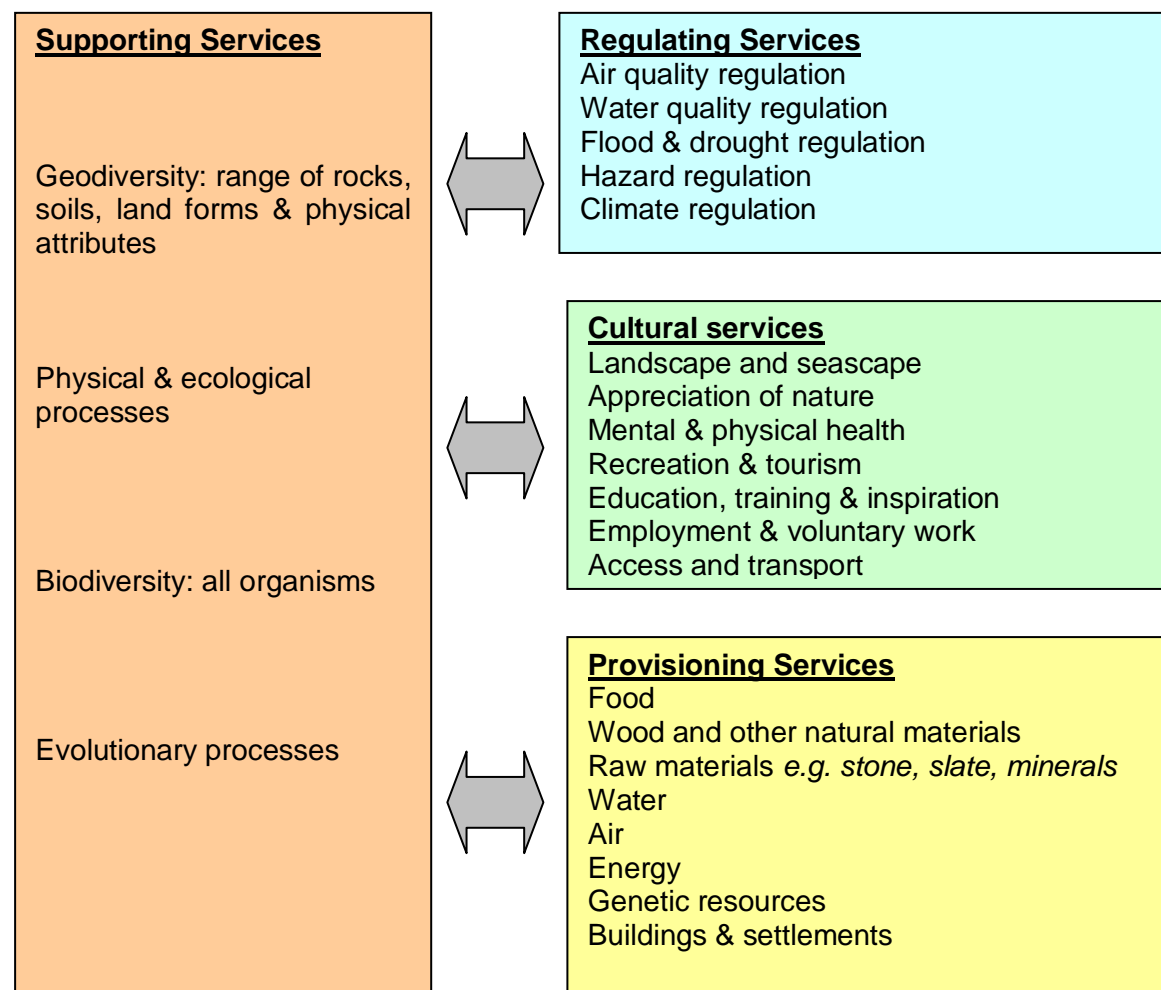 Supporting Services
Geodiversity: range of rocks,
soils, land forms & physical
attributes
Physical & ecological
processes
Biodiversity: all organisms
Evolutionary processes
Regulating Services
Air quality regulation
Water quality regulation
Flood & drought regulation
Hazard regulation
Climate regulation
Cultural services
Landscape and seascape
Appreciation of nature
Mental & physical health
Recreation & tourism
Education, training & inspiration
Employment & voluntary work
Access and transport
Provisioning Services
Food
Wood and other natural materials
Raw materials e.g. stone, slate, minerals
Water
Air
Energy
Genetic resources
Buildings & settlements